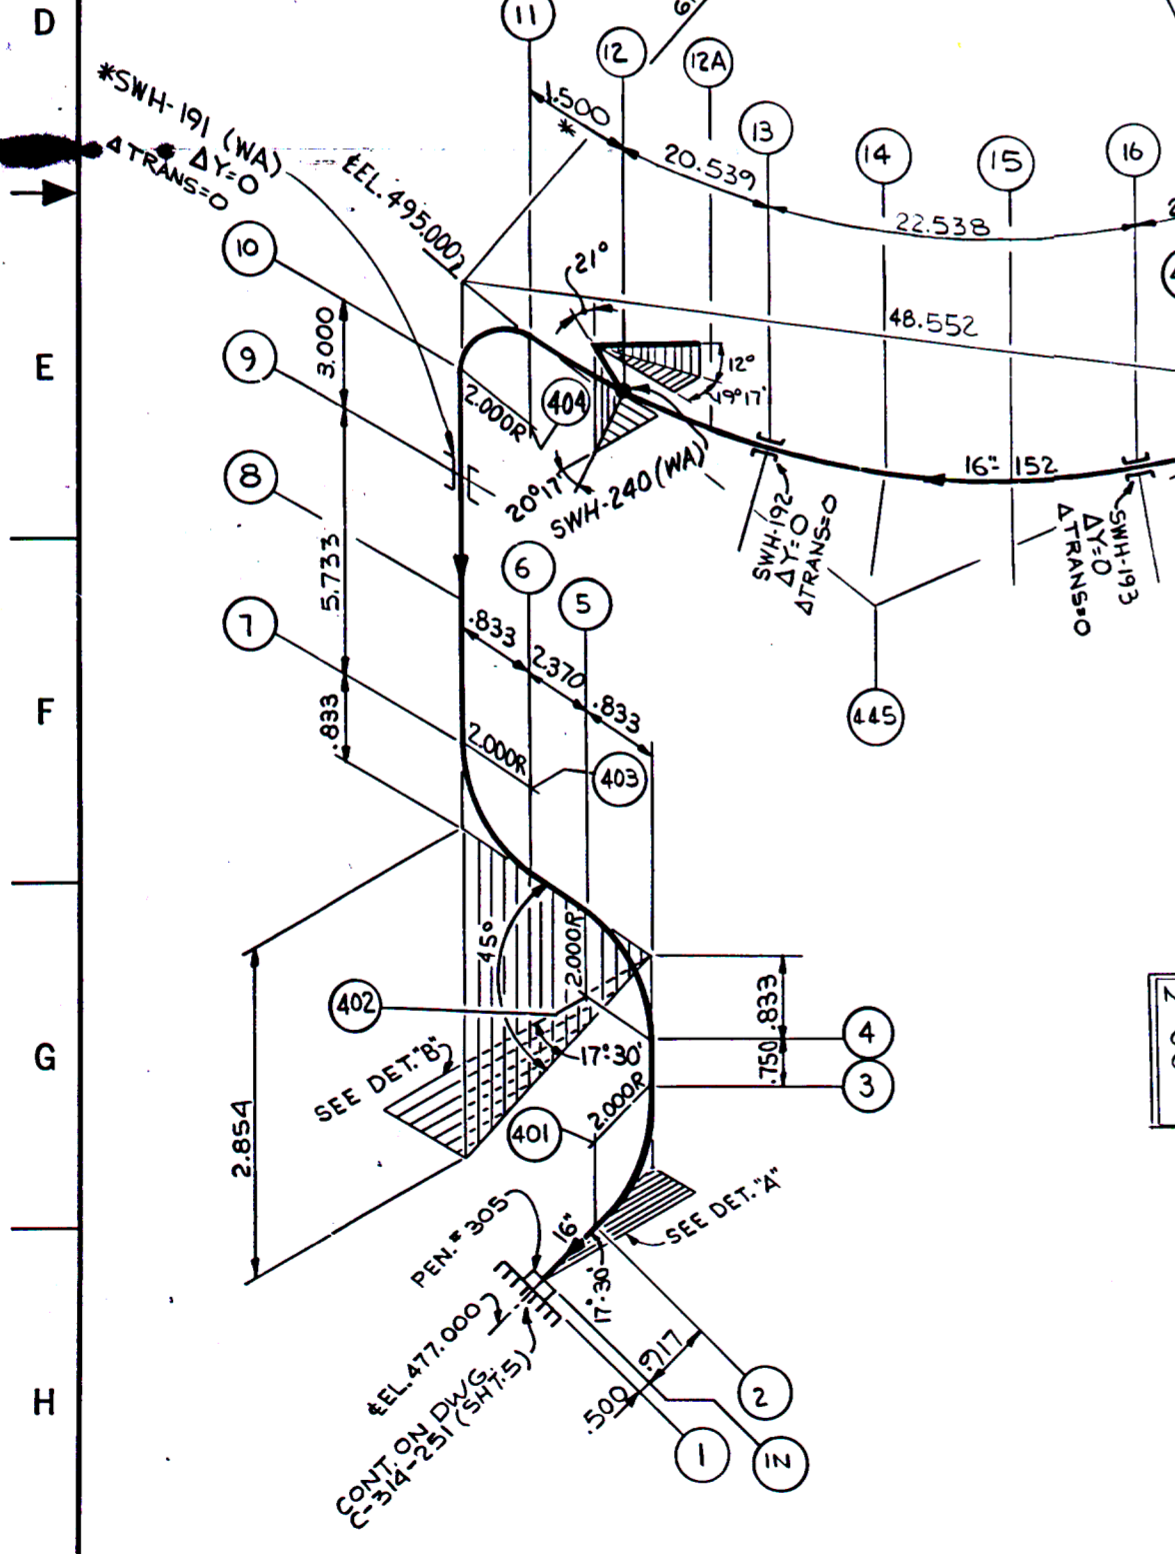 D
11
12
12A
13
14
15
16
*SWH-191 (WA)
Δ TRANS=0 ΔY=0
1.500
*
20.539
22.538
48.552
℄EL. 495.000
10
21°
E
3.000
9
12°
19°17'
2.000R
404
20°17'
SWH-240 (WA)
16"- 152
SWH-192
ΔY=0
ΔTRANS=0
SWH-193
ΔY=0
ΔTRANS=0
8
6
5
5.733
7
.833
2.370
.833
F
.833
2.000R
403
445
45°
2.000R
.833
402
4
G
17°30'
.750
3
SEE DET. "B"
2.000R
401
2.854
SEE DET. "A"
PEN. # 305
16"
17°30'
℄EL. 477.000
CONT. ON DWG.
C-314-251 (SHT.5)
.917
.500
2
H
1
1N